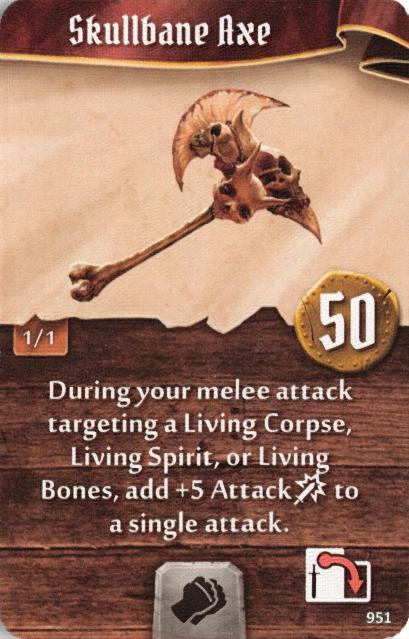 Skullbane Axe
1/1
50
During your melee attack
targeting a Living Corpse,
Living Spirit, or Living
Bones, add +5 Attack to
a single attack.
951